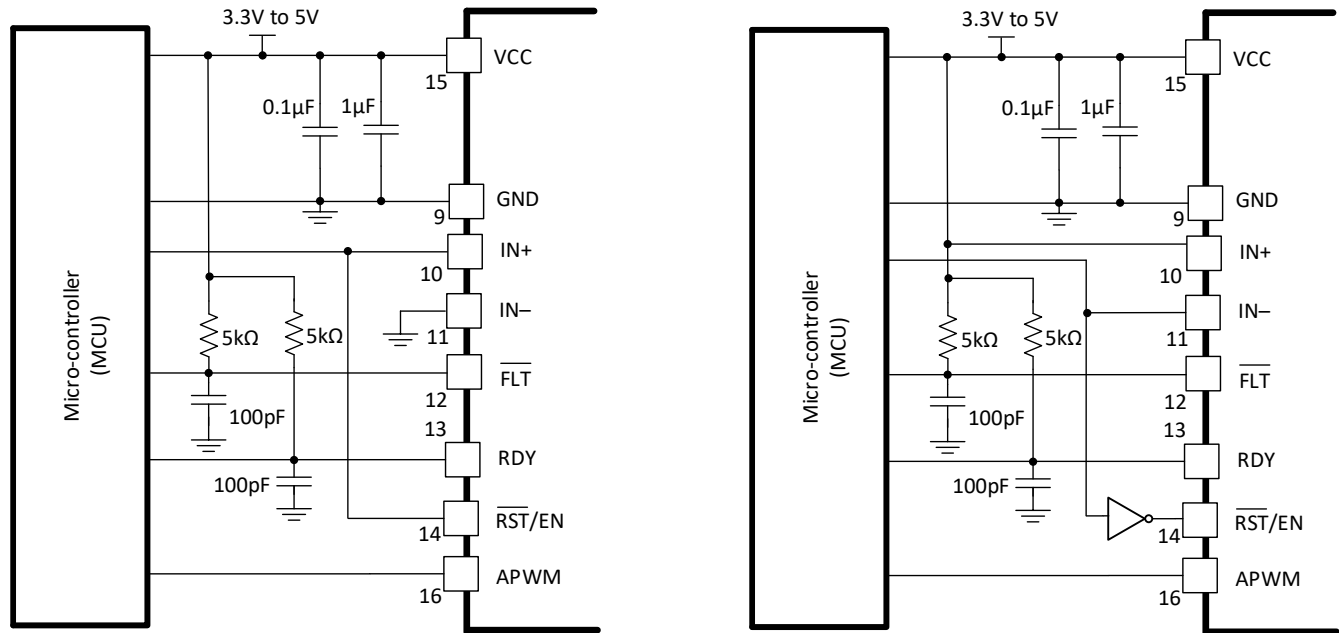 3.3V to 5V
VCC
15
0.1µF
1µF
GND
9
IN+
10
IN–
11
5kΩ
5kΩ
FLT
12
100pF
13
RDY
100pF
RST/EN
14
APWM
16
Micro-controller
(MCU)
3.3V to 5V
VCC
15
0.1µF
1µF
GND
9
IN+
10
IN–
11
5kΩ
5kΩ
FLT
12
100pF
13
RDY
100pF
RST/EN
14
APWM
16
Micro-controller
(MCU)